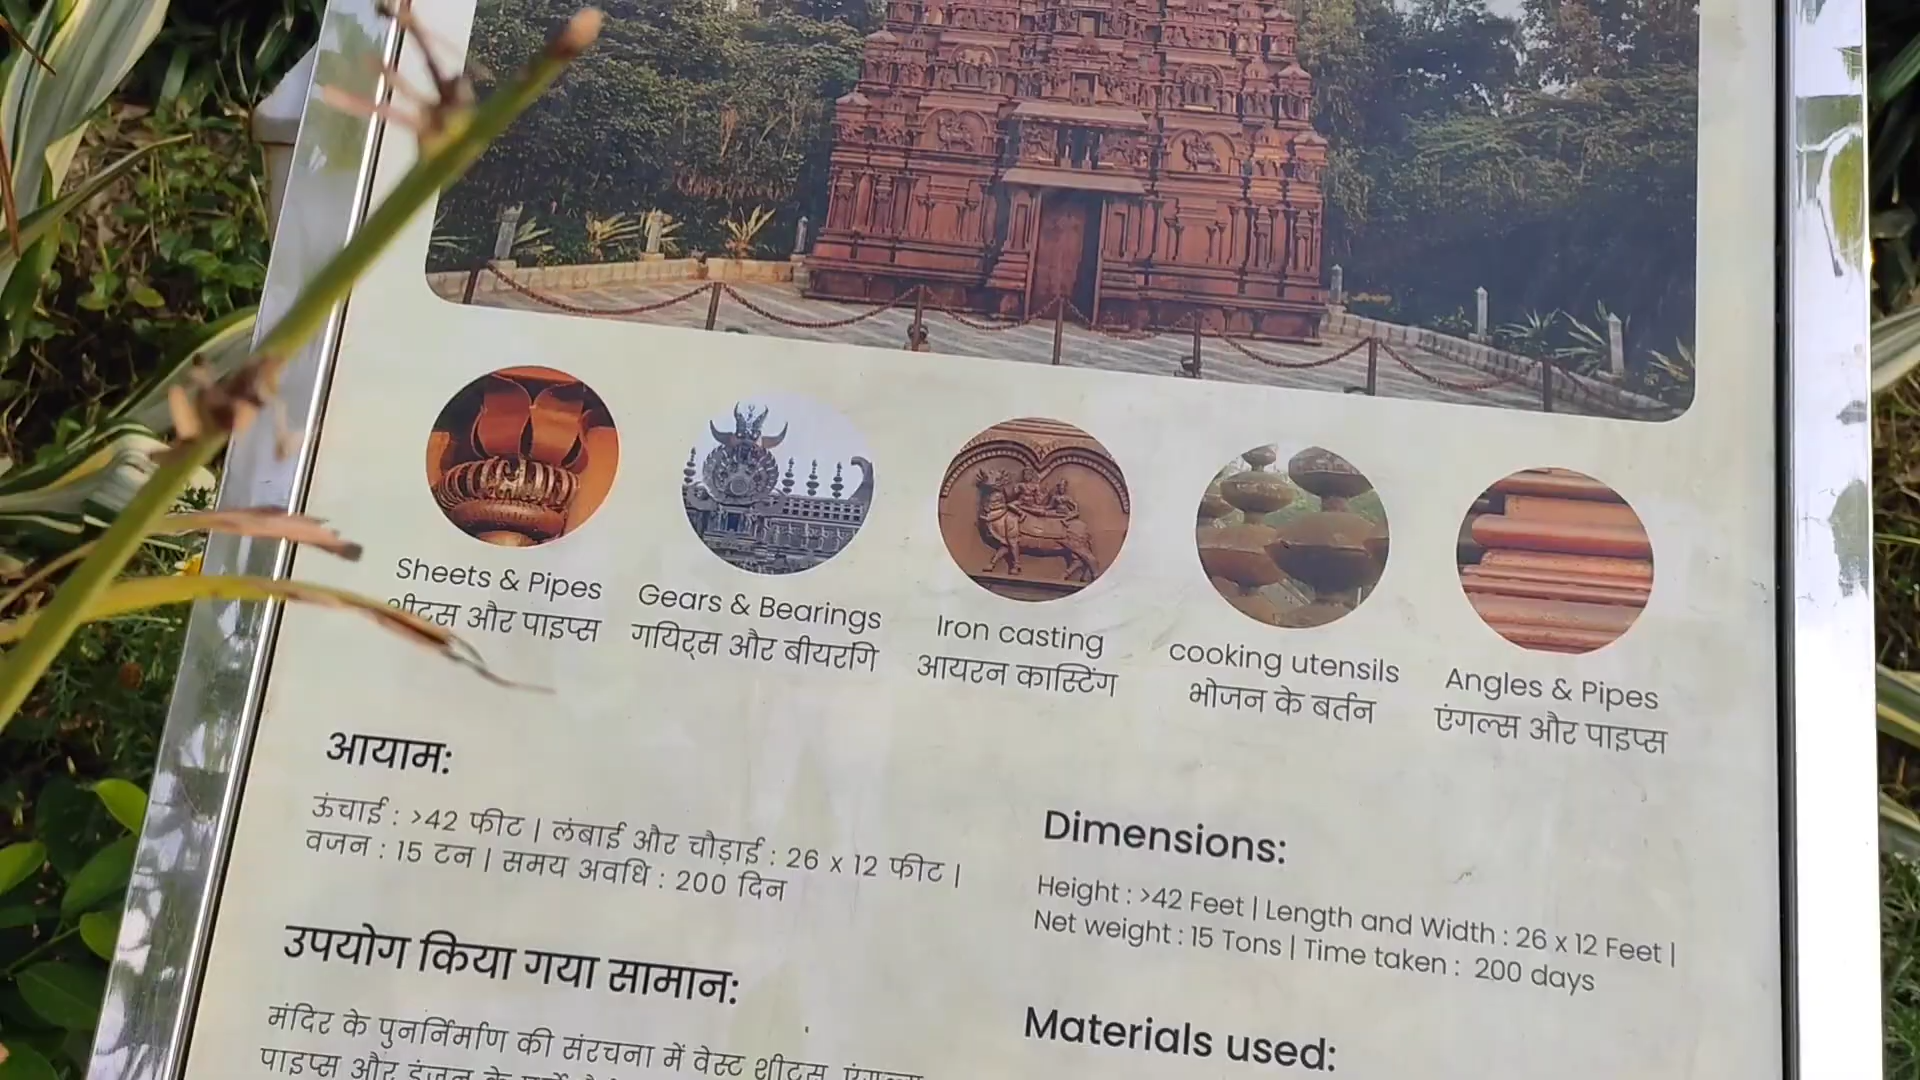 Sheets & Pipes
शीट्स और पाइप्स
Gears & Bearings
गयिर्स और बीयरगि
Iron casting
आयरन कास्टिंग
cooking utensils
भोजन के बर्तन
Angles & Pipes
एंगल्स और पाइप्स
आयाम:
ऊंचाई : >42 फीट | लंबाई और चौड़ाई : 26 x 12 फीट |
वजन : 15 टन | समय अवधि : 200 दिन
उपयोग किया गया सामान:
मंदिर के पुनर्निर्माण की संरचना में वेस्ट शीट्स
पाइप्स और
Dimensions:
Height : >42 Feet | Length and Width : 26 x 12 Feet |
Net weight : 15 Tons | Time taken : 200 days
Materials used: